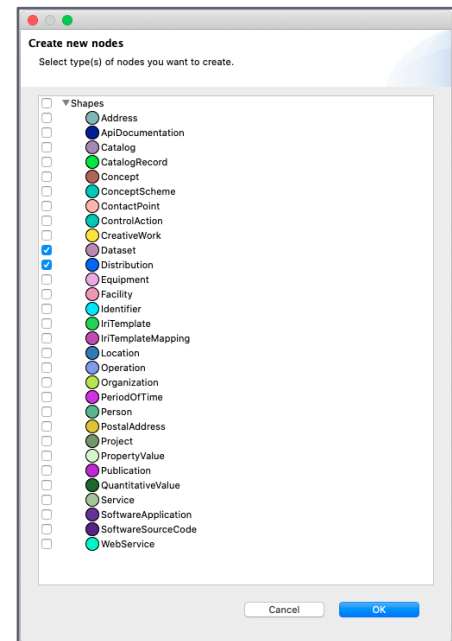 Create new nodes
Select type(s) of nodes you want to create.
Shapes
Address
ApiDocumentation
Catalog
CatalogRecord
Concept
ConceptScheme
ContactPoint
ControlAction
CreativeWork
Dataset
Distribution
Equipment
Facility
Identifier
IriTemplate
IriTemplateMapping
Location
Operation
Organization
PeriodOfTime
Person
PostalAddress
Project
PropertyValue
Publication
QuantitativeValue
Service
SoftwareApplication
SoftwareSourceCode
WebService
Cancel OK